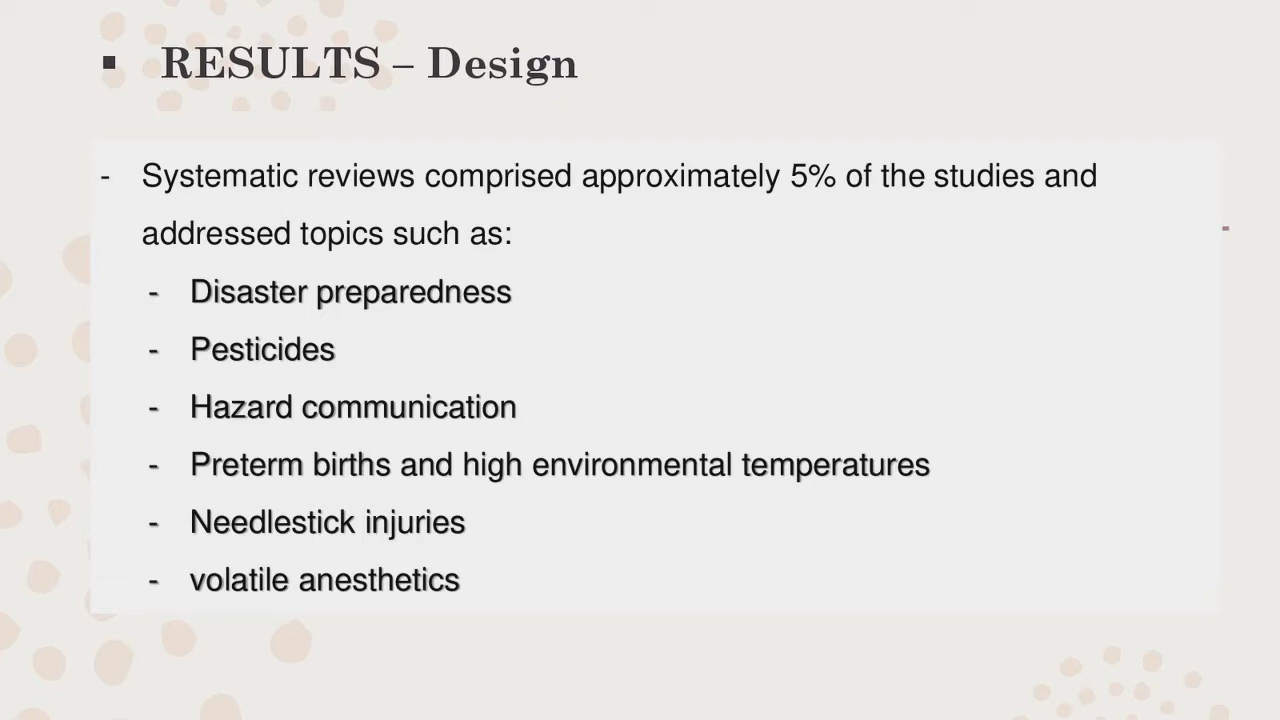 ▪ RESULTS – Design
- Systematic reviews comprised approximately 5% of the studies and
addressed topics such as:
- Disaster preparedness
- Pesticides
- Hazard communication
- Preterm births and high environmental temperatures
- Needlestick injuries
- volatile anesthetics